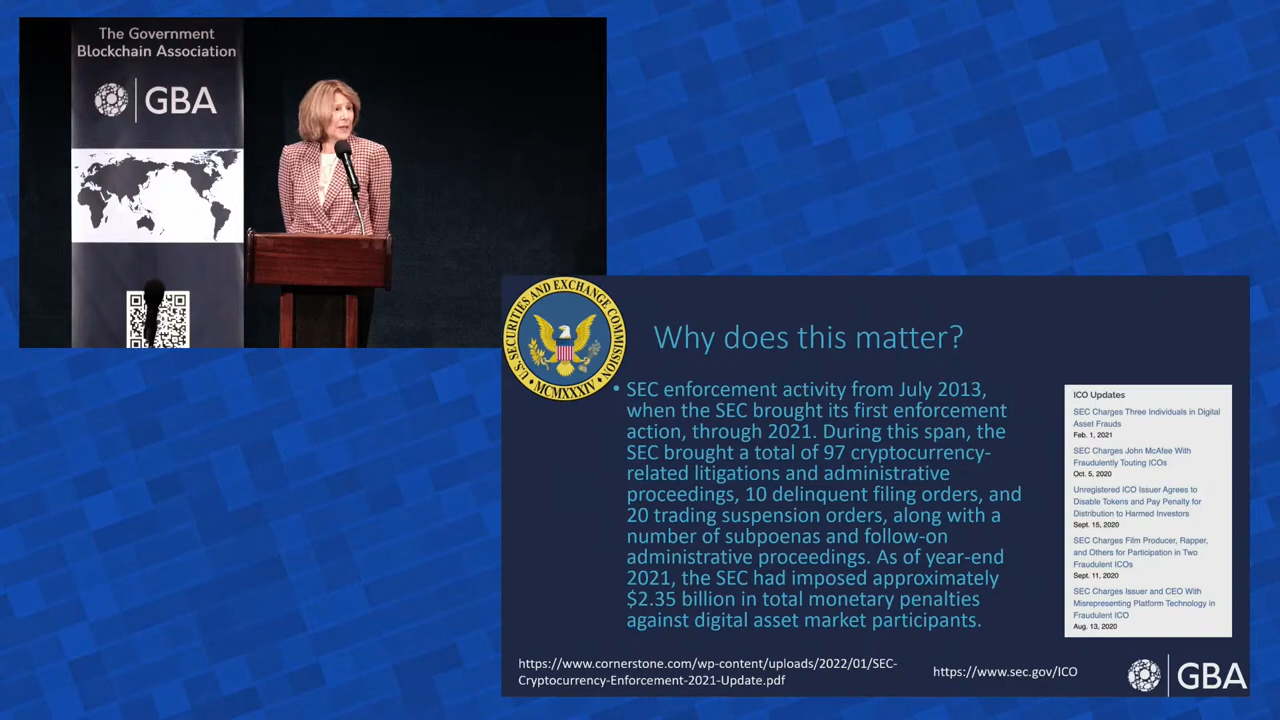 The Government
Blockchain Association
GBA
U.S. SECURITIES AND EXCHANGE COMMISSION
MCMXXXIV
Why does this matter?
• SEC enforcement activity from July 2013,
when the SEC brought its first enforcement
action, through 2021. During this span, the
SEC brought a total of 97 cryptocurrency-
related litigations and administrative
proceedings, 10 delinquent filing orders, and
20 trading suspension orders, along with a
number of subpoenas and follow-on
administrative proceedings. As of year-end
2021, the SEC had imposed approximately
$2.35 billion in total monetary penalties
against digital asset market participants.
ICO Updates
SEC Charges Three Individuals in Digital
Asset Frauds
Feb. 1, 2021
SEC Charges John McAfee With
Fraudulently Touting ICOs
Oct. 5, 2020
Unregistered ICO Issuer Agrees to
Disable Tokens and Pay Penalty for
Distribution to Harmed Investors
Sept. 15, 2020
SEC Charges Film Producer, Rapper,
and Others for Participation in Two
Fraudulent ICOs
Sept. 11, 2020
SEC Charges Issuer and CEO With
Misrepresenting Platform Technology in
Fraudulent ICO
Aug. 13, 2020
https://www.cornerstone.com/wp-content/uploads/2022/01/SEC-
Cryptocurrency-Enforcement-2021-Update.pdf
https://www.sec.gov/ICO
GBA